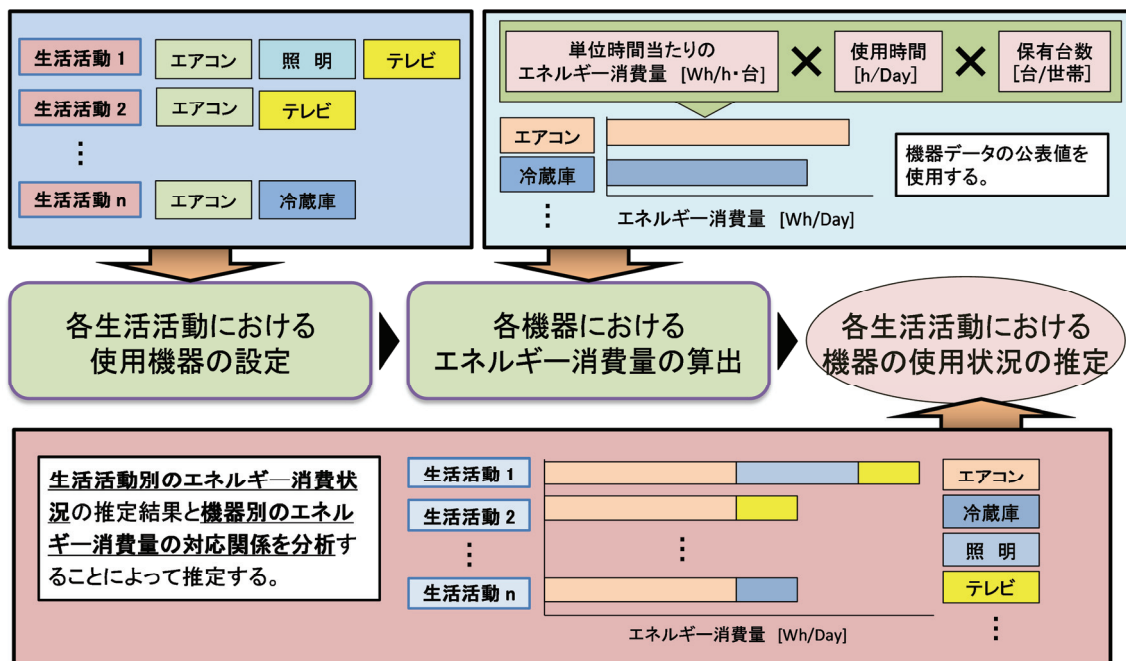 生活活動1 エアコン 照 明 テレビ
生活活動2 エアコン テレビ
⋮
生活活動n エアコン 冷蔵庫
単位時間当たりの
エネルギー消費量 [Wh/h・台]
×
使用時間
[h/Day]
×
保有台数
[台/世帯]
エアコン
冷蔵庫
⋮
エネルギー消費量 [Wh/Day]
機器データの公表値を
使用する。
各生活活動における
使用機器の設定
各機器における
エネルギー消費量の算出
各生活活動における
機器の使用状況の推定
生活活動別のエネルギー消費状
況の推定結果と機器別のエネル
ギー消費量の対応関係を分析す
ることによって推定する。
生活活動1
生活活動2
⋮
⋮
生活活動n
エネルギー消費量 [Wh/Day]
エアコン
冷蔵庫
照 明
テレビ
⋮